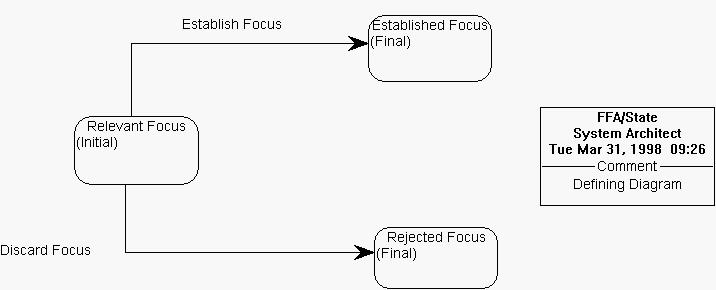 Establish Focus
Established Focus
(Final)
Relevant Focus
(Initial)
FFA/State
System Architect
Tue Mar 31, 1998 09:26
Comment
Defining Diagram
Discard Focus
Rejected Focus
(Final)